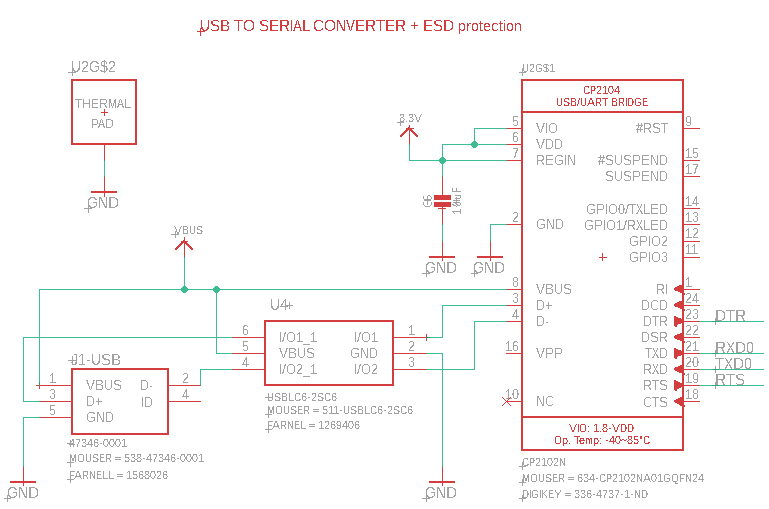 USB TO SERIAL CONVERTER + ESD protection
U2G$2
THERMAL
PAD
GND
U2G$1
CP2104
USB/UART BRIDGE
3.3V
5 VIO #RST 9
6 VDD
7 REGIN #SUSPEND 15
SUSPEND 17
C6
GPIO0/TXLED 14
2 GND GPIO1/RXLED 13
GPIO2 12
GPIO3 11
GND
GND
VBUS
8 VBUS RI 1
3 D+ DCD 24
4 D- DTR 23 DTR
DSR 22
16 VPP TXD 21 RXD0
RXD 20 TXD0
RTS 19 RTS
10 NC CTS 18
VIO: 1.8-VDD
Op. Temp: -40~85°C
CP2102N
MOUSER = 634-CP2102NA01GQFN24
DIGIKEY = 336-4737-1-ND
U4
6 I/O1_1 I/O1 1
5 VBUS GND 2
4 I/O2_1 I/O2 3
USBLC6-2SC6
MOUSER = 511-USBLC6-2SC6
FARNEL = 1269406
J1-USB
1 VBUS D- 2
3 D+ ID 4
5 GND
47346-0001
MOUSER = 538-47346-0001
FARNELL = 1568026
GND
GND